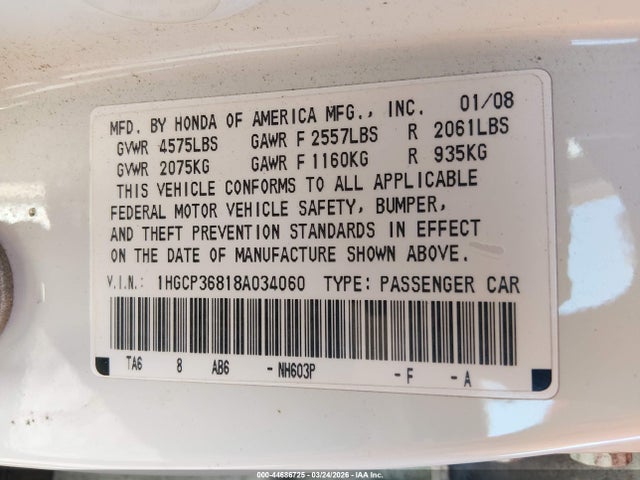 MFD. BY HONDA OF AMERICA MFG., INC. 01/08
GVWR 4575LBS GAWR F 2557LBS R 2061LBS
GVWR 2075KG GAWR F 1160KG R 935KG
THIS VEHICLE CONFORMS TO ALL APPLICABLE
FEDERAL MOTOR VEHICLE SAFETY, BUMPER,
AND THEFT PREVENTION STANDARDS IN EFFECT
ON THE DATE OF MANUFACTURE SHOWN ABOVE.
V.I.N.: 1HGCP36818A034060 TYPE: PASSENGER CAR
TA6 8 AB6 -NH603P -F -A
000-44686725 - 03/24/2026 - IAA Inc.